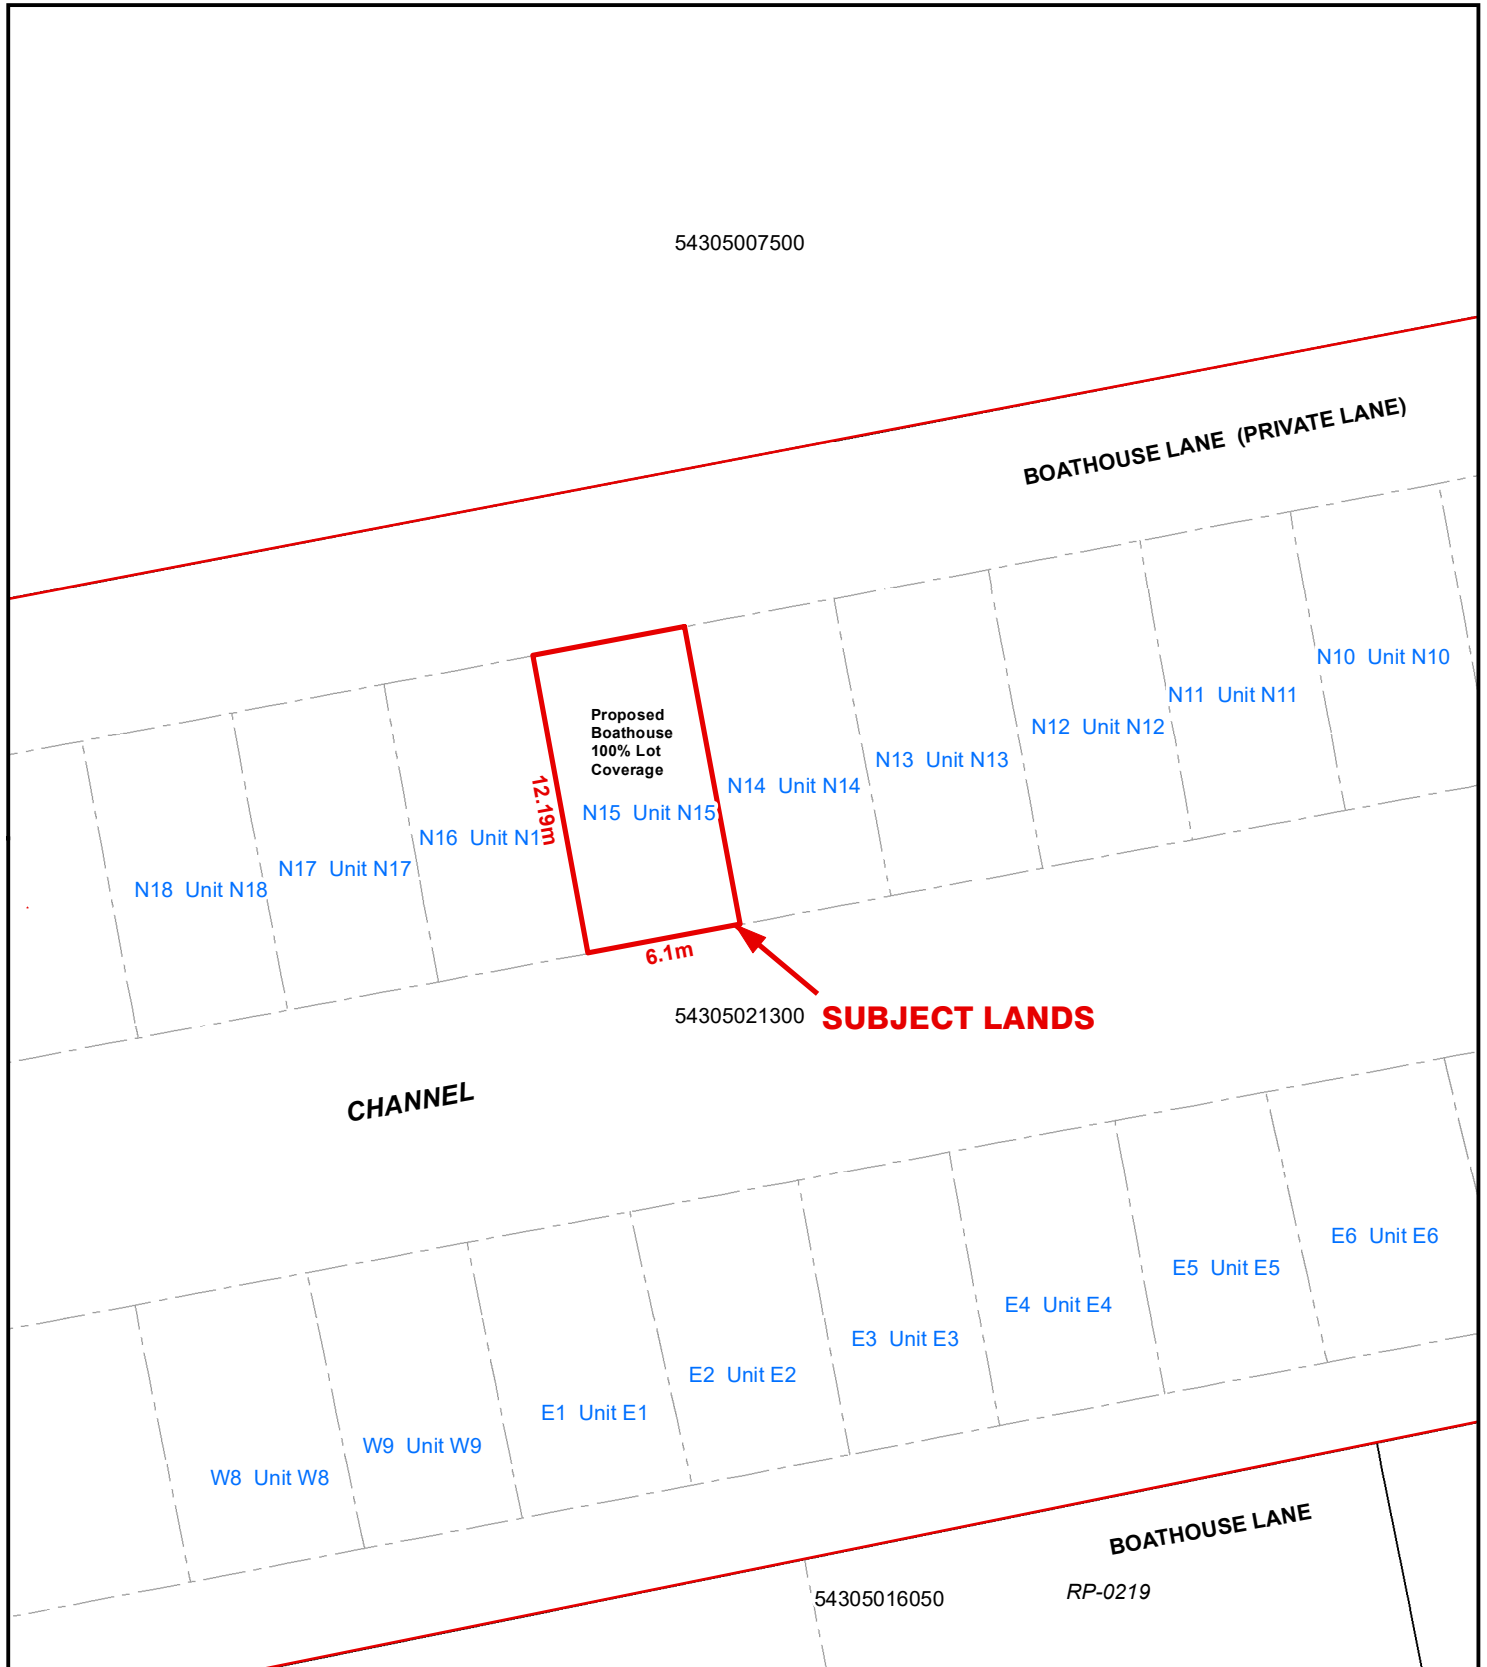 54305007500
BOATHOUSE LANE (PRIVATE LANE)
N10 Unit N10
N11 Unit N11
N12 Unit N12
N13 Unit N13
N14 Unit N14
Proposed
Boathouse
100% Lot
Coverage
N15 Unit N15
12.19m
N16 Unit N1
N17 Unit N17
N18 Unit N18
6.1m
54305021300
SUBJECT LANDS
CHANNEL
E6 Unit E6
E5 Unit E5
E4 Unit E4
E3 Unit E3
E2 Unit E2
E1 Unit E1
W9 Unit W9
W8 Unit W8
BOATHOUSE LANE
54305016050
RP-0219